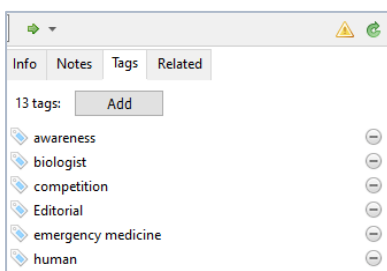 Info Notes Tags Related
13 tags: Add
awareness
biologist
competition
Editorial
emergency medicine
human